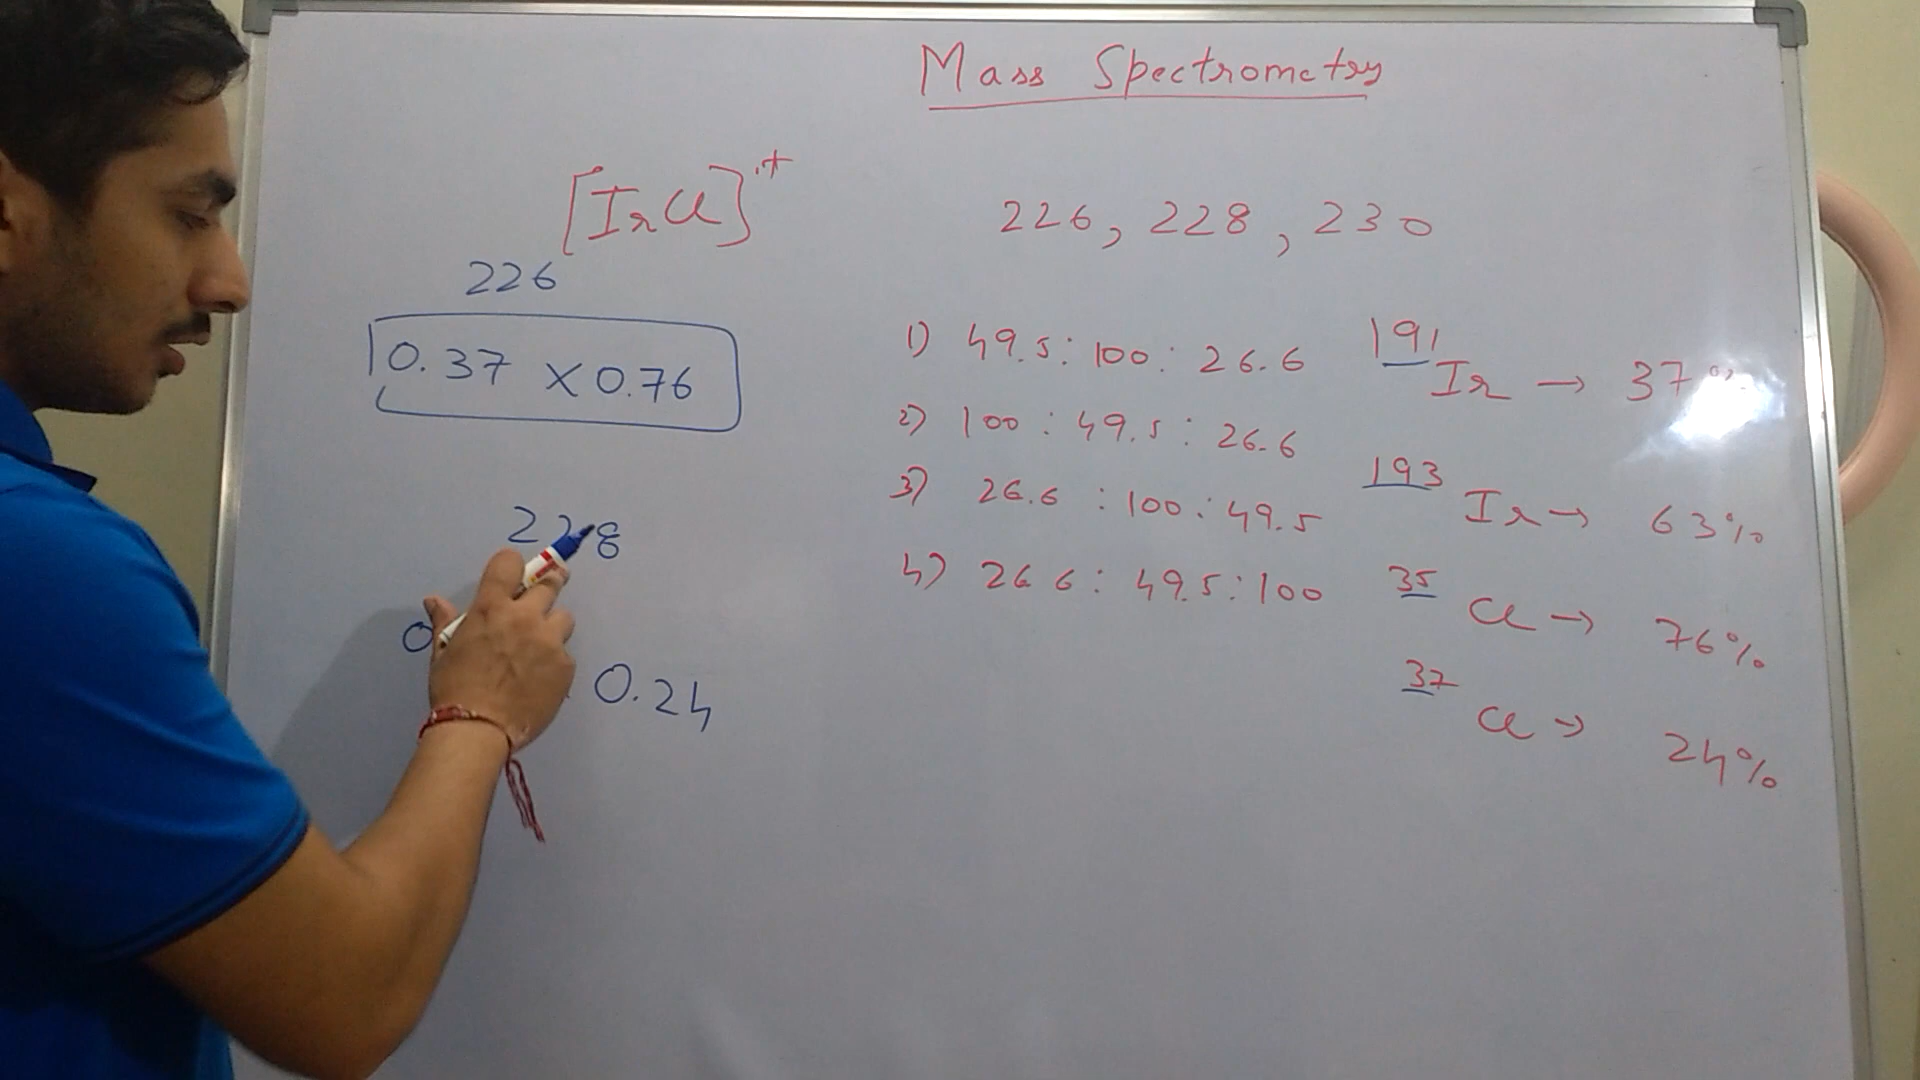 Mass Spectrometry
[IrCl]·+
226, 228, 230
226
0.37 × 0.76
228
0.24
1) 49.5 : 100 : 26.6
2) 100 : 49.5 : 26.6
3) 26.6 : 100 : 49.5
4) 26 6 : 49.5 : 100
191 Ir → 37%
193 Ir → 63%
35 Cl → 76%
37 Cl → 24%